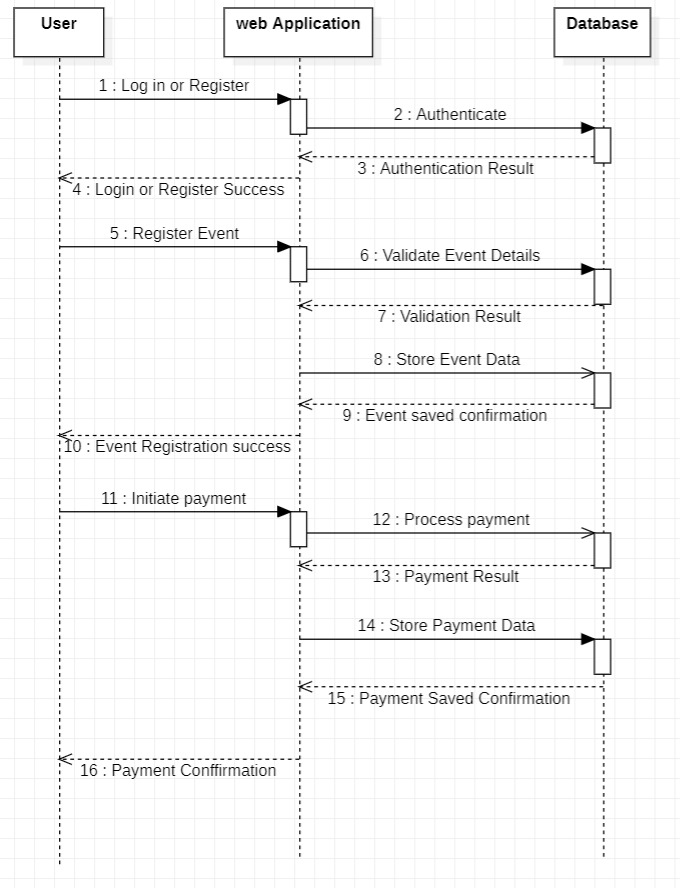 User
web Application
Database
1 : Log in or Register
2 : Authenticate
3 : Authentication Result
4 : Login or Register Success
5 : Register Event
6 : Validate Event Details
7 : Validation Result
8 : Store Event Data
9 : Event saved confirmation
10 : Event Registration success
11 : Initiate payment
12 : Process payment
13 : Payment Result
14 : Store Payment Data
15 : Payment Saved Confirmation
16 : Payment Conffirmation